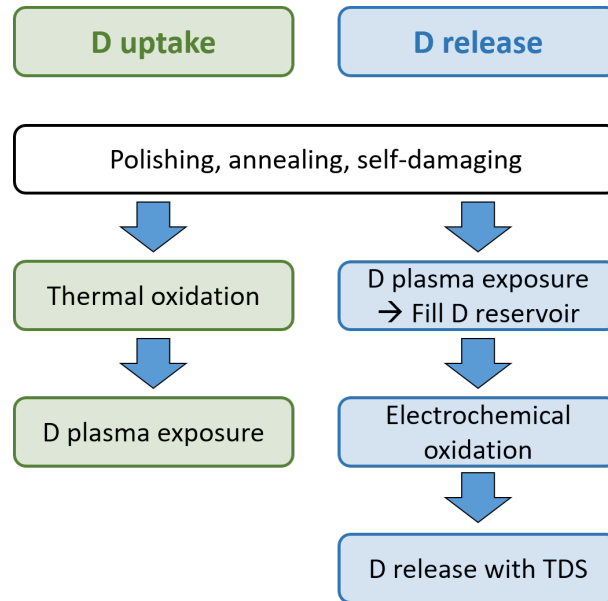 D uptake
D release
Polishing, annealing, self-damaging
Thermal oxidation
D plasma exposure
→ Fill D reservoir
D plasma exposure
Electrochemical
oxidation
D release with TDS